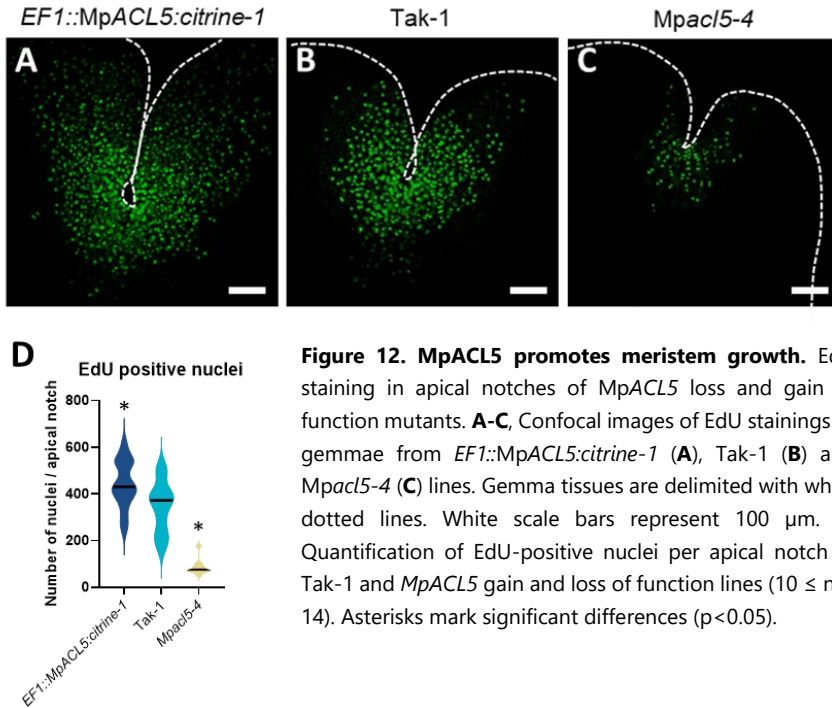 EF1::MpACL5:citrine-1 Tak-1 Mpacl5-4
A B C
D
EdU positive nuclei
Number of nuclei / apical notch
800
600
400
200
0
* *
EF1::MpACL5:citrine-1 Tak-1 Mpacl5-4
Figure 12. MpACL5 promotes meristem growth.
staining in apical notches of MpACL5 loss and gain
function mutants. A-C, Confocal images of EdU stainings
gemmae from EF1::MpACL5:citrine-1 (A), Tak-1 (B)
Mpacl5-4 (C) lines. Gemma tissues are delimited with
dotted lines. White scale bars represent 100 µm.
Quantification of EdU-positive nuclei per apical notch
Tak-1 and MpACL5 gain and loss of function lines (10 ≤
14). Asterisks mark significant differences (p<0.05).